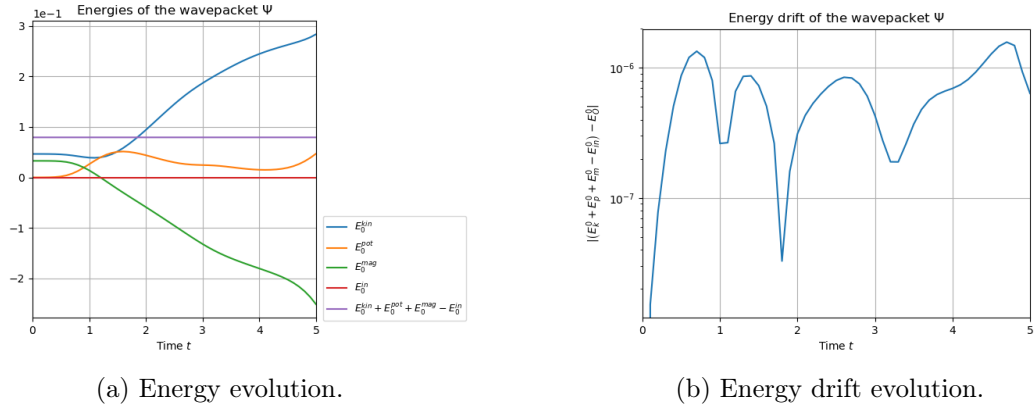 Energies of the wavepacket Ψ
1e−1
3
2
1
0
−1
−2
0 1 2 3 4 5
Time t
E_0^{kin}
E_0^{pot}
E_0^{mag}
E_0^{in}
E_0^{kin} + E_0^{pot} + E_0^{mag} − E_0^{in}
(a) Energy evolution.
Energy drift of the wavepacket Ψ
|(E_k^0 + E_p^0 + E_m^0 − E_{in}^0) − E_0^0|
10^{−6}
10^{−7}
0 1 2 3 4 5
Time t
(b) Energy drift evolution.